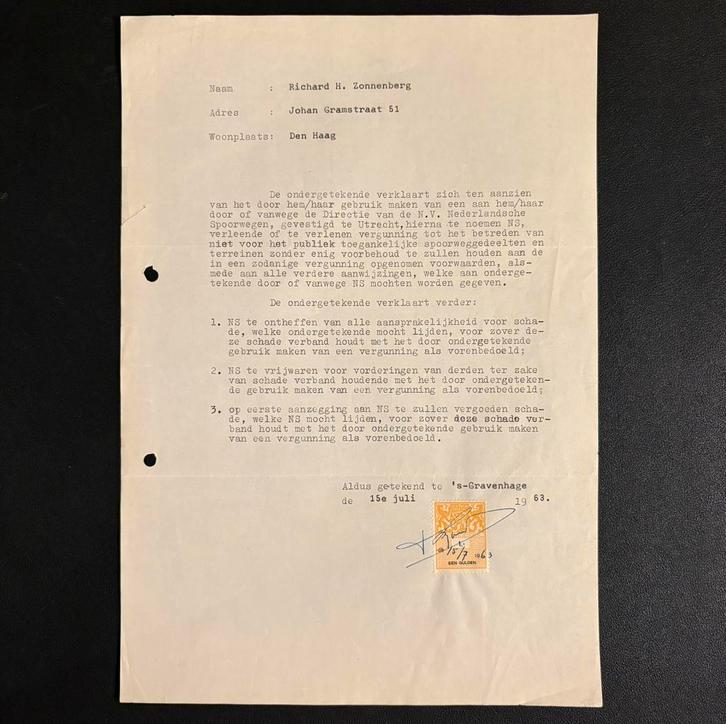 Naam : Richard H. Zonnenberg
Adres : Johan Gramstraat 51
Woonplaats: Den Haag
De ondergetekende verklaart zich ten aanzien
van het door hem/haar gebruik maken van een aan hem/haar
door of vanwege de Directie van de N.V. Nederlandsche
Spoorwegen, gevestigd te Utrecht,hierna te noemen NS,
verleende of te verlenen vergunning tot het betreden van
niet voor het publiek toegankelijke spoorweggedeelten en
terreinen zonder enig voorbehoud te zullen houden aan de
in een zodanige vergunning opgenomen voorwaarden, als-
mede aan alle verdere aanwijzingen, welke aan onderge-
tekende door of vanwege NS mochten worden gegeven.
De ondergetekende verklaart verder:
1. NS te ontheffen van alle aansprakelijkheid voor scha-
de, welke ondergetekende mocht lijden, voor zover de-
ze schade verband houdt met het door ondergetekende
gebruik maken van een vergunning als vorenbedoeld;
2. NS te vrijwaren voor vorderingen van derden ter zake
van schade verband houdende met het door ondergeteken-
de gebruik maken van een vergunning als vorenbedoeld;
3. op eerste aanzegging aan NS te zullen vergoeden scha-
de, welke NS mocht lijden, voor zover deze schade ver-
band houdt met het door ondergetekende gebruik maken
van een vergunning als vorenbedoeld.
Aldus getekend te 's-Gravenhage
de 15e juli 19 63.
15/7 1963
EEN GULDEN